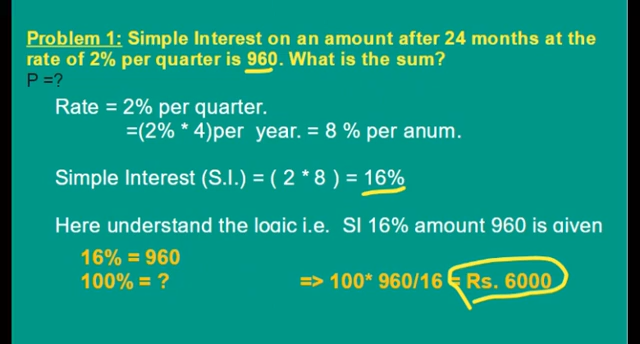 Problem 1: Simple Interest on an amount after 24 months at the
rate of 2% per quarter is 960. What is the sum?
P =?
Rate = 2% per quarter.
=(2% * 4)per year. = 8 % per anum.
Simple Interest (S.I.) = ( 2 * 8 ) = 16%
Here understand the logic i.e. SI 16% amount 960 is given
16% = 960
100% = ? => 100* 960/16 = Rs. 6000